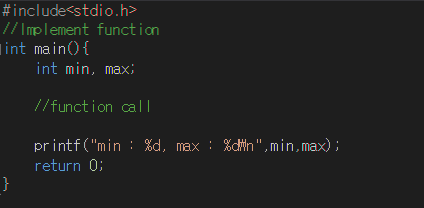 #include<stdio.h>
//Implement function
int main(){
int min, max;
//function call
printf("min : %d, max : %d₩n",min,max);
return 0;
}